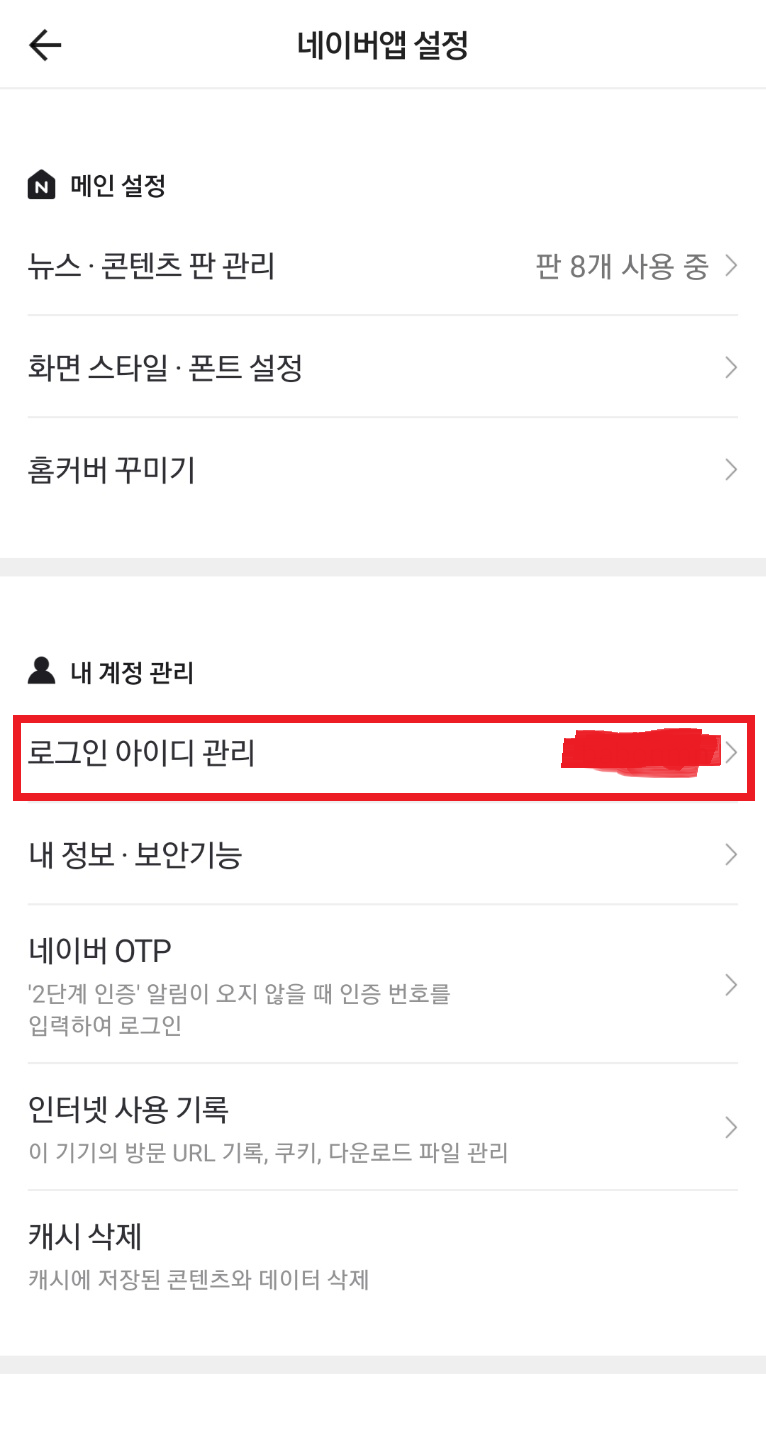 네이버앱 설정
메인 설정
뉴스 · 콘텐츠 판 관리 판 8개 사용 중
화면 스타일 · 폰트 설정
홈커버 꾸미기
내 계정 관리
로그인 아이디 관리
내 정보 · 보안기능
네이버 OTP
'2단계 인증' 알림이 오지 않을 때 인증 번호를
입력하여 로그인
인터넷 사용 기록
이 기기의 방문 URL 기록, 쿠키, 다운로드 파일 관리
캐시 삭제
캐시에 저장된 콘텐츠와 데이터 삭제